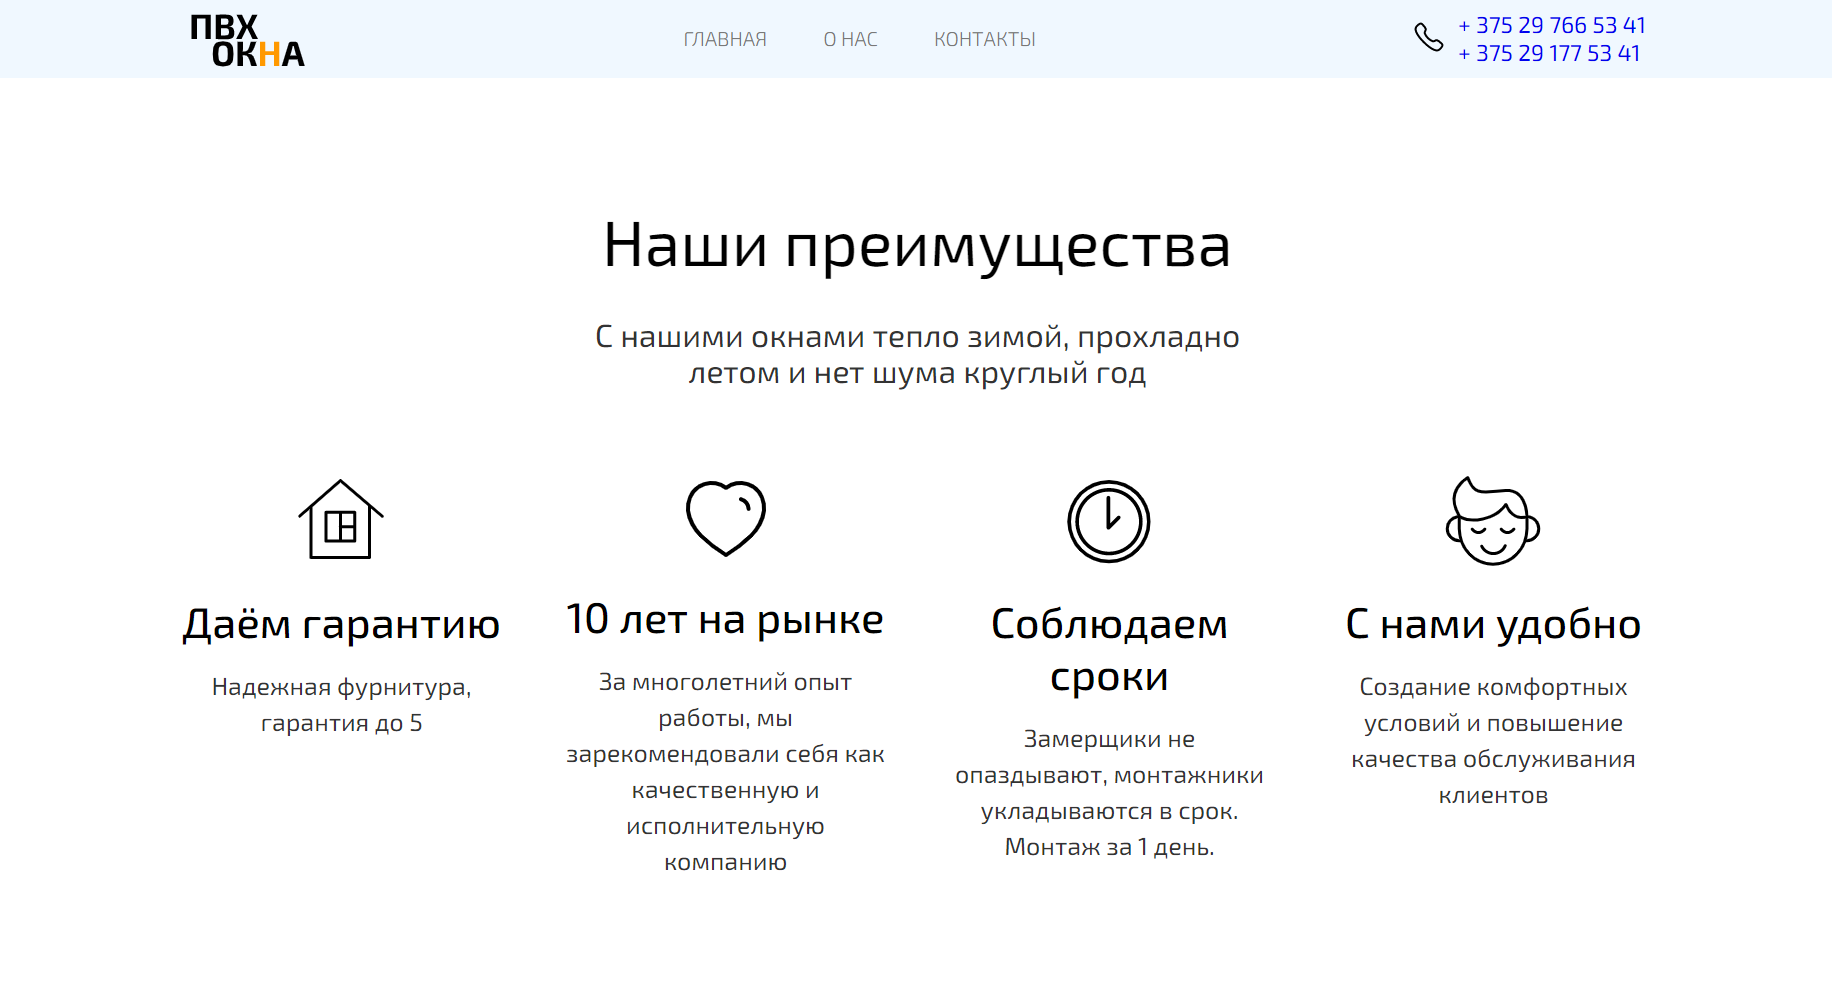 ПВХ
ОКНА
ГЛАВНАЯ
О НАС
КОНТАКТЫ
+ 375 29 766 53 41
+ 375 29 177 53 41
Наши преимущества
С нашими окнами тепло зимой, прохладно
летом и нет шума круглый год
Даём гарантию
Надежная фурнитура,
гарантия до 5
10 лет на рынке
За многолетний опыт
работы, мы
зарекомендовали себя как
качественную и
исполнительную
компанию
Соблюдаем
сроки
Замерщики не
опаздывают, монтажники
укладываются в срок.
Монтаж за 1 день.
С нами удобно
Создание комфортных
условий и повышение
качества обслуживания
клиентов